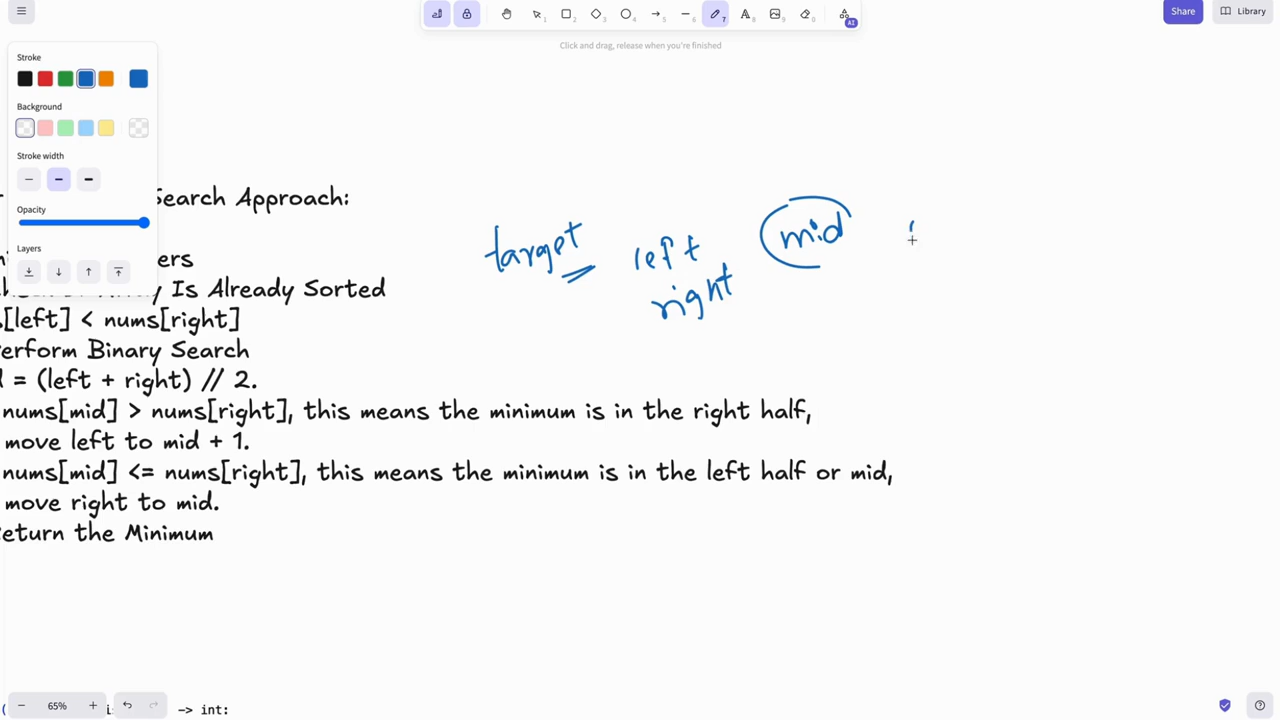 Share
Library
Click and drag, release when you're finished
Stroke
Background
Stroke width
Opacity
Layers
Search Approach:
target left mid
right
Is Already Sorted
[left] < nums[right]
erform Binary Search
= (left + right) // 2.
nums[mid] > nums[right], this means the minimum is in the right half,
move left to mid + 1.
nums[mid] <= nums[right], this means the minimum is in the left half or mid,
move right to mid.
eturn the Minimum
65%
-> int: